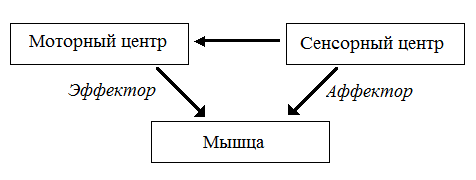 Моторный центр
Сенсорный центр
Эффектор
Аффектор
Мышца